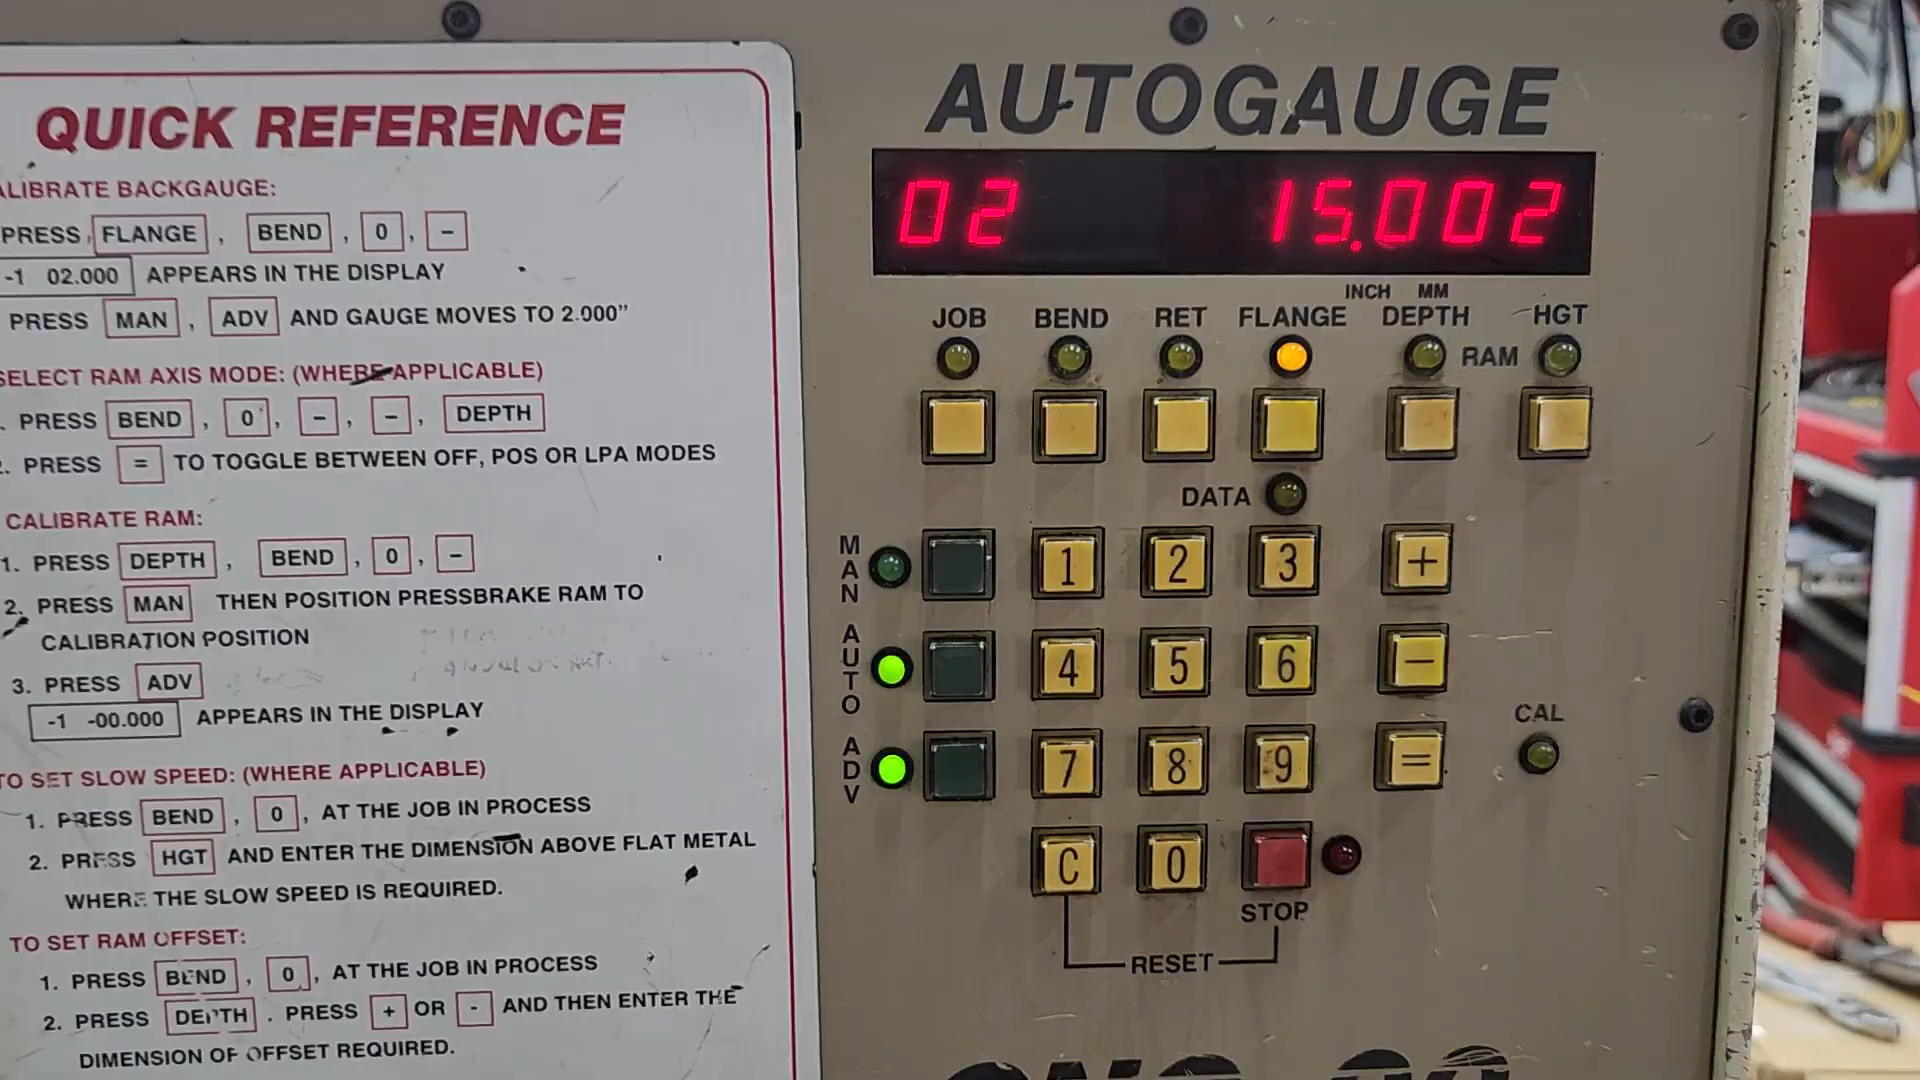 QUICK REFERENCE
ALIBRATE BACKGAUGE:
PRESS, FLANGE , BEND , 0 , -
-1 02.000 APPEARS IN THE DISPLAY
PRESS MAN , ADV AND GAUGE MOVES TO 2.000"
SELECT RAM AXIS MODE: (WHERE APPLICABLE)
. PRESS BEND , 0 , - , - , DEPTH
. PRESS = TO TOGGLE BETWEEN OFF, POS OR LPA MODES
CALIBRATE RAM:
1. PRESS DEPTH , BEND , 0 , -
2. PRESS MAN THEN POSITION PRESSBRAKE RAM TO
CALIBRATION POSITION
3. PRESS ADV
-1 -00.000 APPEARS IN THE DISPLAY
TO SET SLOW SPEED: (WHERE APPLICABLE)
1. PRESS BEND , 0 , AT THE JOB IN PROCESS
2. PRESS HGT AND ENTER THE DIMENSION ABOVE FLAT METAL
WHERE THE SLOW SPEED IS REQUIRED.
TO SET RAM OFFSET:
1. PRESS BEND , 0 , AT THE JOB IN PROCESS
2. PRESS DEPTH . PRESS + OR - AND THEN ENTER THE
DIMENSION OF OFFSET REQUIRED.
AUTOGAUGE
02 15.002
INCH MM
JOB BEND RET FLANGE DEPTH HGT
RAM
DATA
MAN 1 2 3 +
AUTO 4 5 6 -
CAL
ADV 7 8 9 =
C 0
STOP
RESET